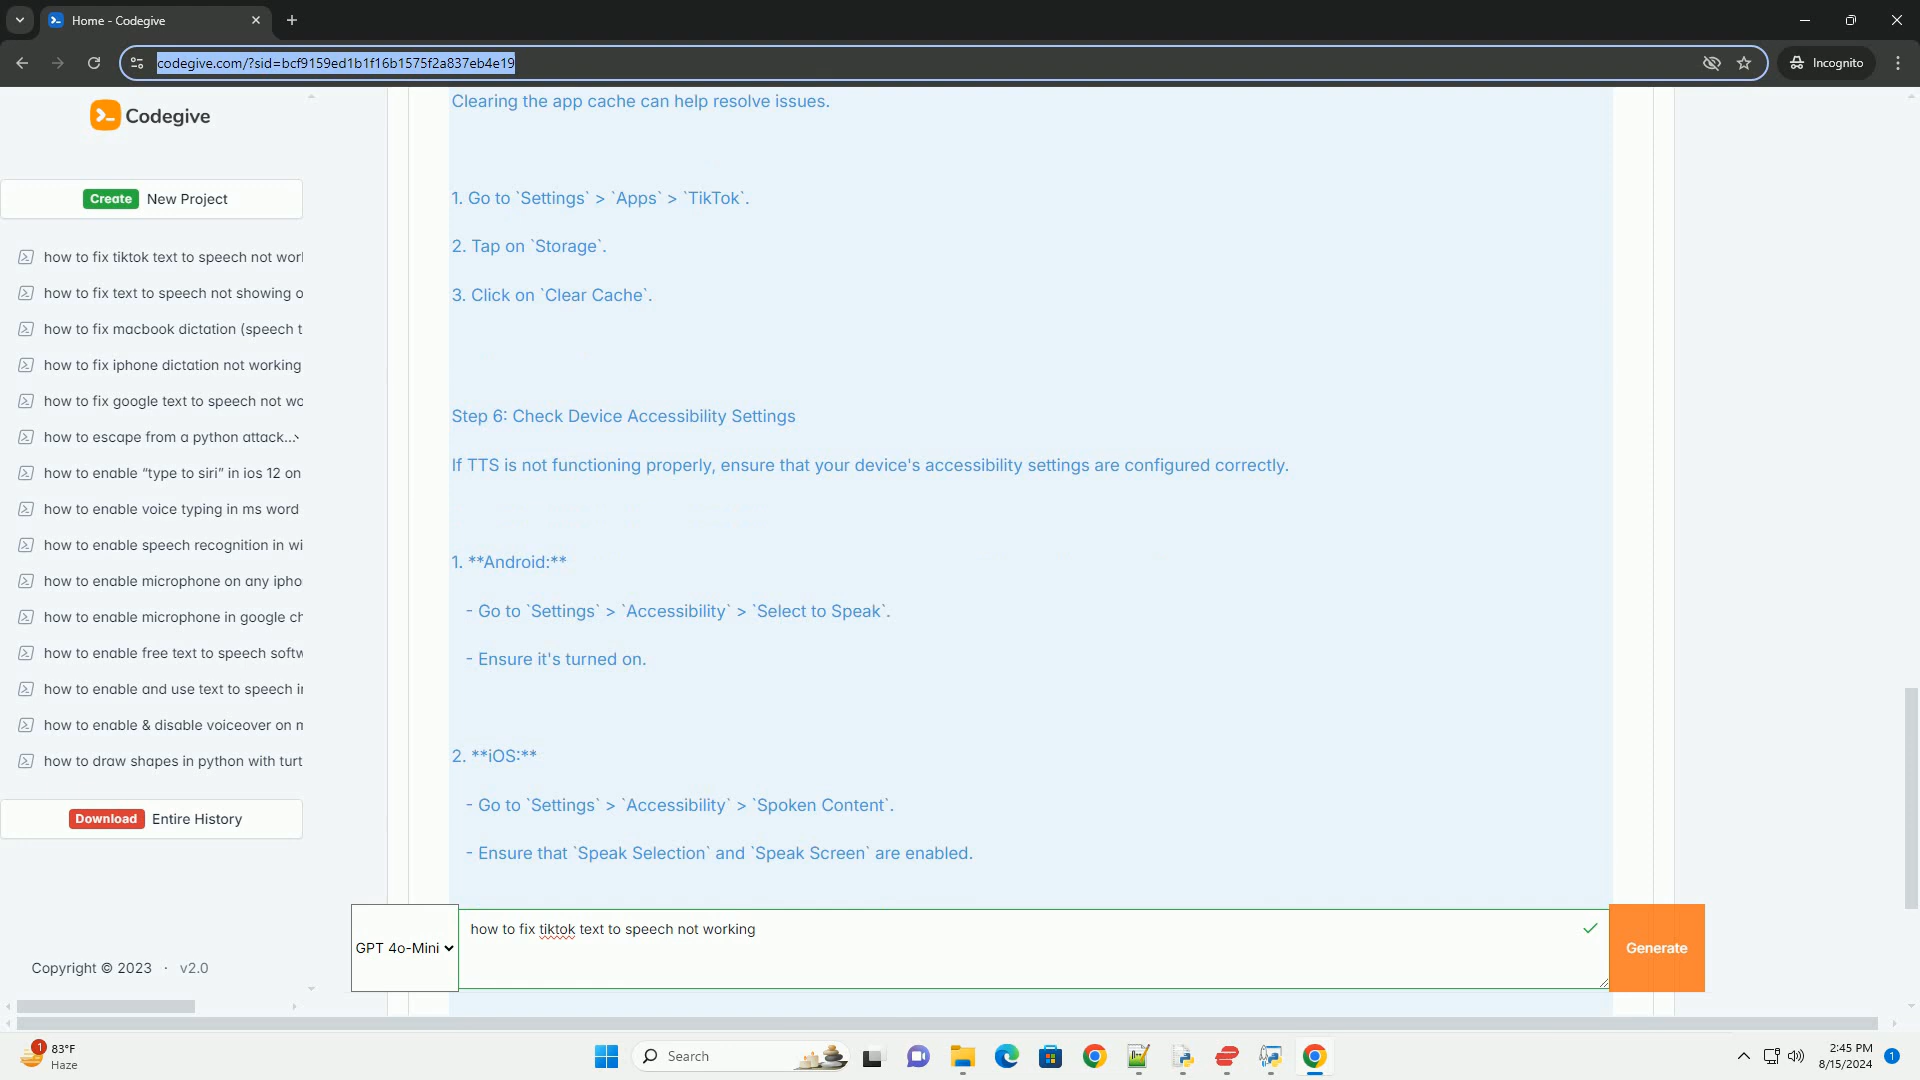 Home - Codegive
codegive.com/?sid=bcf9159ed1b1f16b1575f2a837eb4e19
Incognito
Codegive
Create New Project
how to fix tiktok text to speech not worl
how to fix text to speech not showing o
how to fix macbook dictation (speech t
how to fix iphone dictation not working
how to fix google text to speech not wc
how to escape from a python attack...
how to enable “type to siri” in ios 12 on
how to enable voice typing in ms word
how to enable speech recognition in wi
how to enable microphone on any ipho
how to enable microphone in google ch
how to enable free text to speech softw
how to enable and use text to speech i
how to enable & disable voiceover on m
how to draw shapes in python with turt
Download Entire History
Copyright © 2023 · v2.0
Clearing the app cache can help resolve issues.
1. Go to `Settings` > `Apps` > `TikTok`.
2. Tap on `Storage`.
3. Click on `Clear Cache`.
Step 6: Check Device Accessibility Settings
If TTS is not functioning properly, ensure that your device's accessibility settings are configured correctly.
1. **Android:**
- Go to `Settings` > `Accessibility` > `Select to Speak`.
- Ensure it's turned on.
2. **iOS:**
- Go to `Settings` > `Accessibility` > `Spoken Content`.
- Ensure that `Speak Selection` and `Speak Screen` are enabled.
GPT 4o-Mini
how to fix tiktok text to speech not working
Generate
1
83°F
Haze
Search
2:45 PM
8/15/2024
1